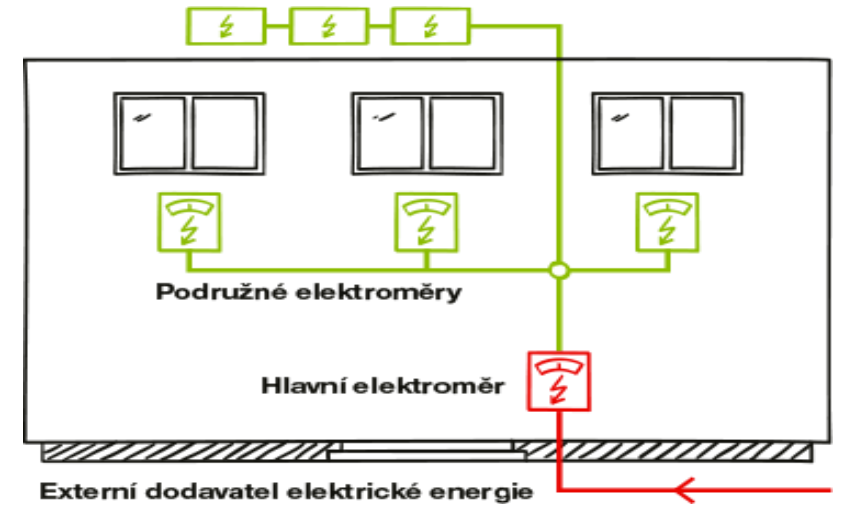 Podružné elektroměry
Hlavní elektroměr
Externí dodavatel elektrické energie